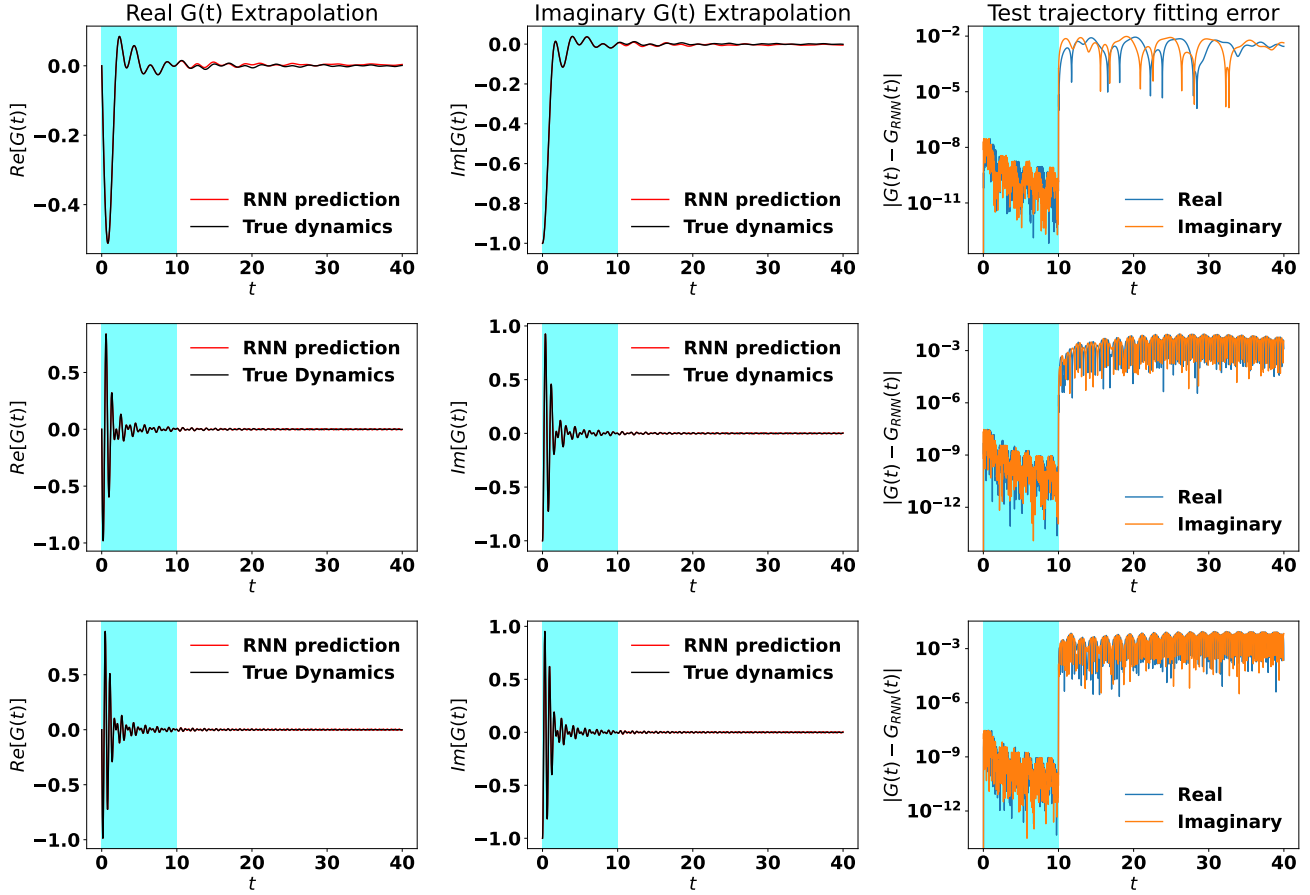 Real G(t) Extrapolation
Imaginary G(t) Extrapolation
Test trajectory fitting error
Re[G(t)]
0.0
−0.2
−0.4
RNN prediction
True dynamics
0 10 20 30 40
t
Im[G(t)]
0.0
−0.2
−0.4
−0.6
−0.8
−1.0
RNN prediction
True dynamics
0 10 20 30 40
t
|G(t) − G_{RNN}(t)|
10^{−2}
10^{−5}
10^{−8}
10^{−11}
Real
Imaginary
0 10 20 30 40
t
Re[G(t)]
0.5
0.0
−0.5
−1.0
RNN prediction
True Dynamics
0 10 20 30 40
t
Im[G(t)]
1.0
0.5
0.0
−0.5
−1.0
RNN prediction
True Dynamics
0 10 20 30 40
t
|G(t) − G_{RNN}(t)|
10^{−3}
10^{−6}
10^{−9}
10^{−12}
Real
Imaginary
0 10 20 30 40
t
Re[G(t)]
0.5
0.0
−0.5
−1.0
RNN prediction
True Dynamics
0 10 20 30 40
t
Im[G(t)]
1.0
0.5
0.0
−0.5
−1.0
RNN prediction
True dynamics
0 10 20 30 40
t
|G(t) − G_{RNN}(t)|
10^{−3}
10^{−6}
10^{−9}
10^{−12}
Real
Imaginary
0 10 20 30 40
t